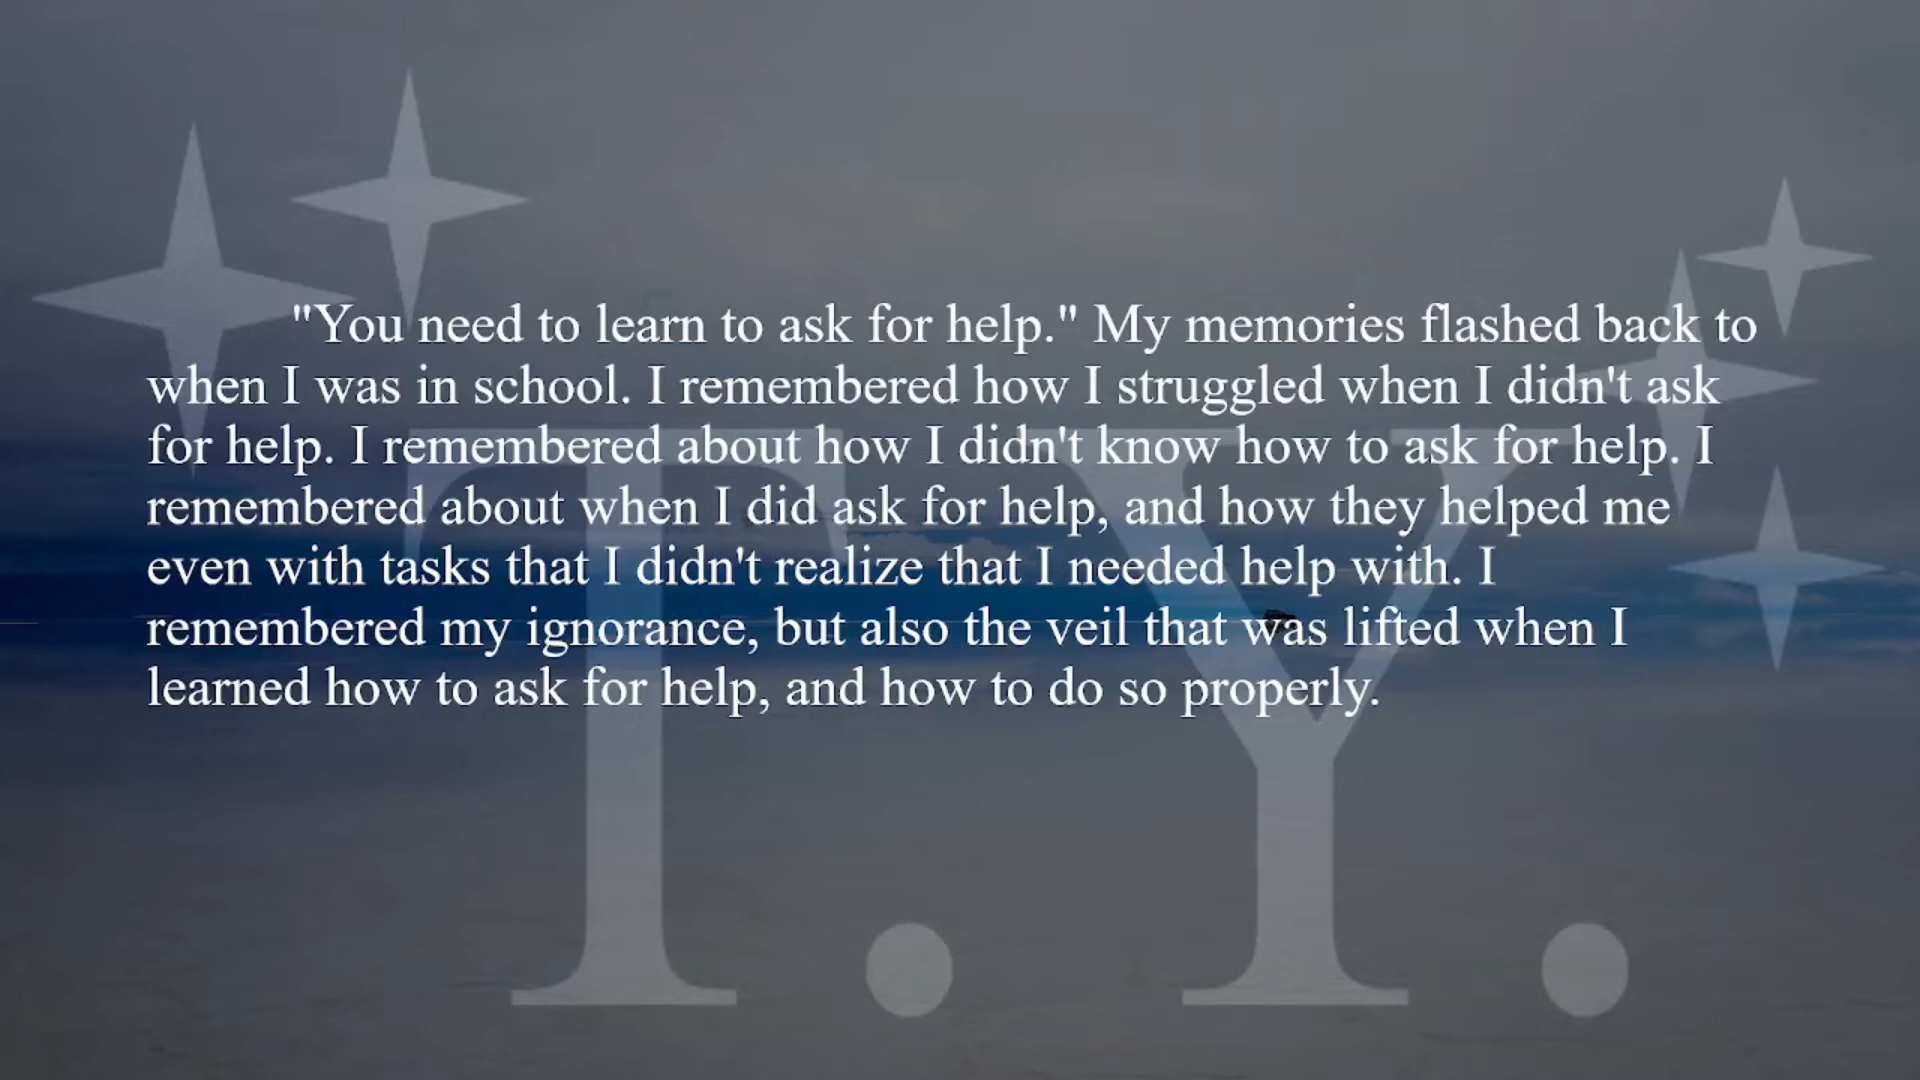 "You need to learn to ask for help." My memories flashed back to
when I was in school. I remembered how I struggled when I didn't ask
for help. I remembered about how I didn't know how to ask for help. I
remembered about when I did ask for help, and how they helped me
even with tasks that I didn't realize that I needed help with. I
remembered my ignorance, but also the veil that was lifted when I
learned how to ask for help, and how to do so properly.
T.Y.